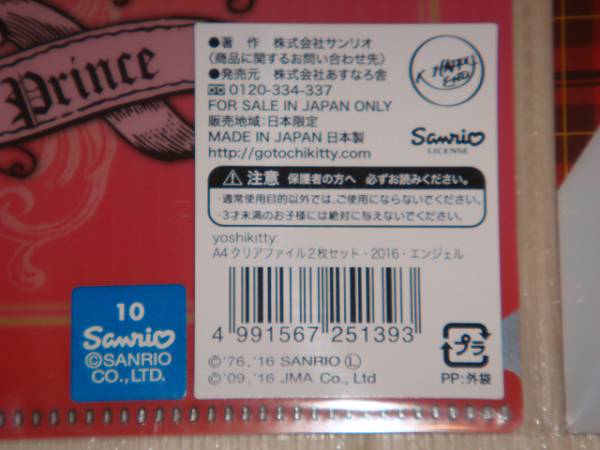 Prince
●著　作　株式会社サンリオ
〈商品に関するお問い合わせ先〉
●発売元　株式会社あすなろ舎
0120-334-337
FOR SALE IN JAPAN ONLY
販売地域:日本限定
MADE IN JAPAN 日本製
http://gotochikitty.com
HAPPY
END
Sanrio
LICENSE
注意 保護者の方へ 必ずお読みください。
・通常使用目的以外では、ご使用にならないでください。
・3才未満のお子様には絶対に与えないでください。
yoshikitty:
A4クリアファイル2枚セット・2016・エンジェル
4 991567 251393
©'76,'16 SANRIO Ⓛ
©'09,'16 JMA Co., Ltd
プラ
PP:外袋
10
Sanrio
©SANRIO
CO., LTD.